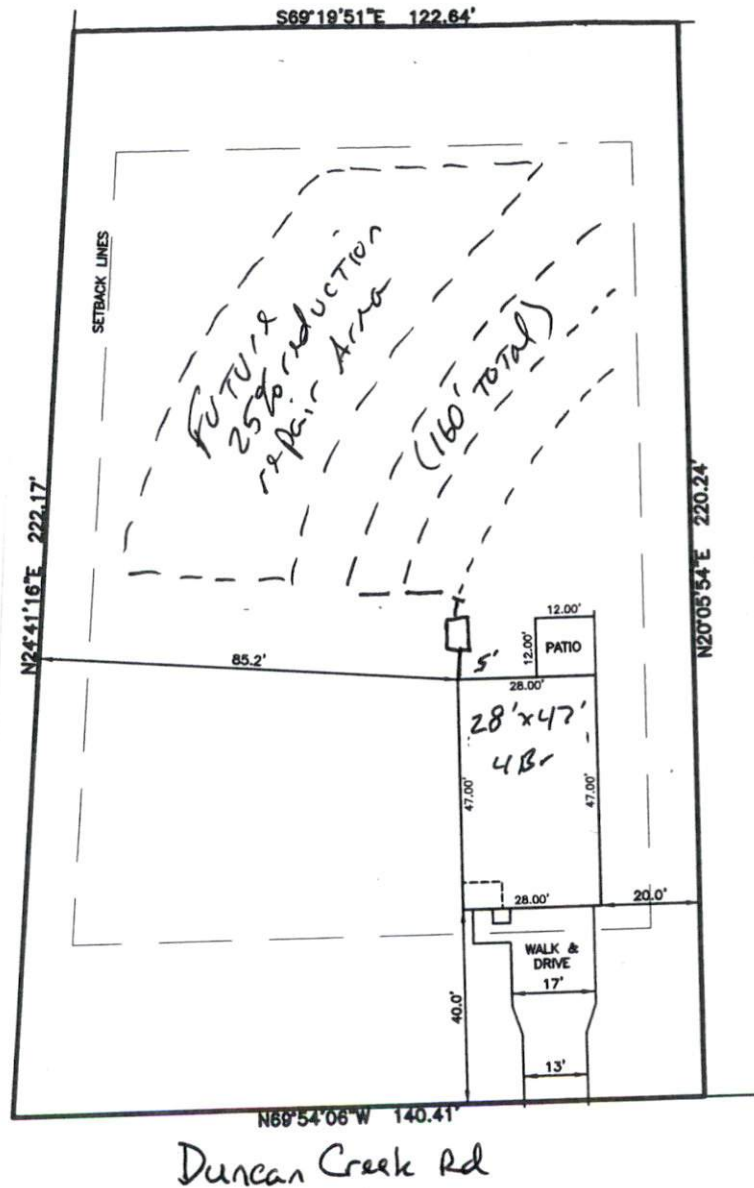 S69°19'51"E 122.64'
SETBACK LINES
FUTURE
25% reduction
repair Area
(160' TOTAL)
N24°41'16"E 222.17'
N20°05'54"E 220.24'
12.00'
12.00'
PATIO
85.2'
5'
28.00'
28'x47'
4 Br
47.00'
47.00'
28.00'
20.0'
WALK &
DRIVE
17'
40.0'
13'
N69°54'06"W 140.41'
Duncan Creek Rd